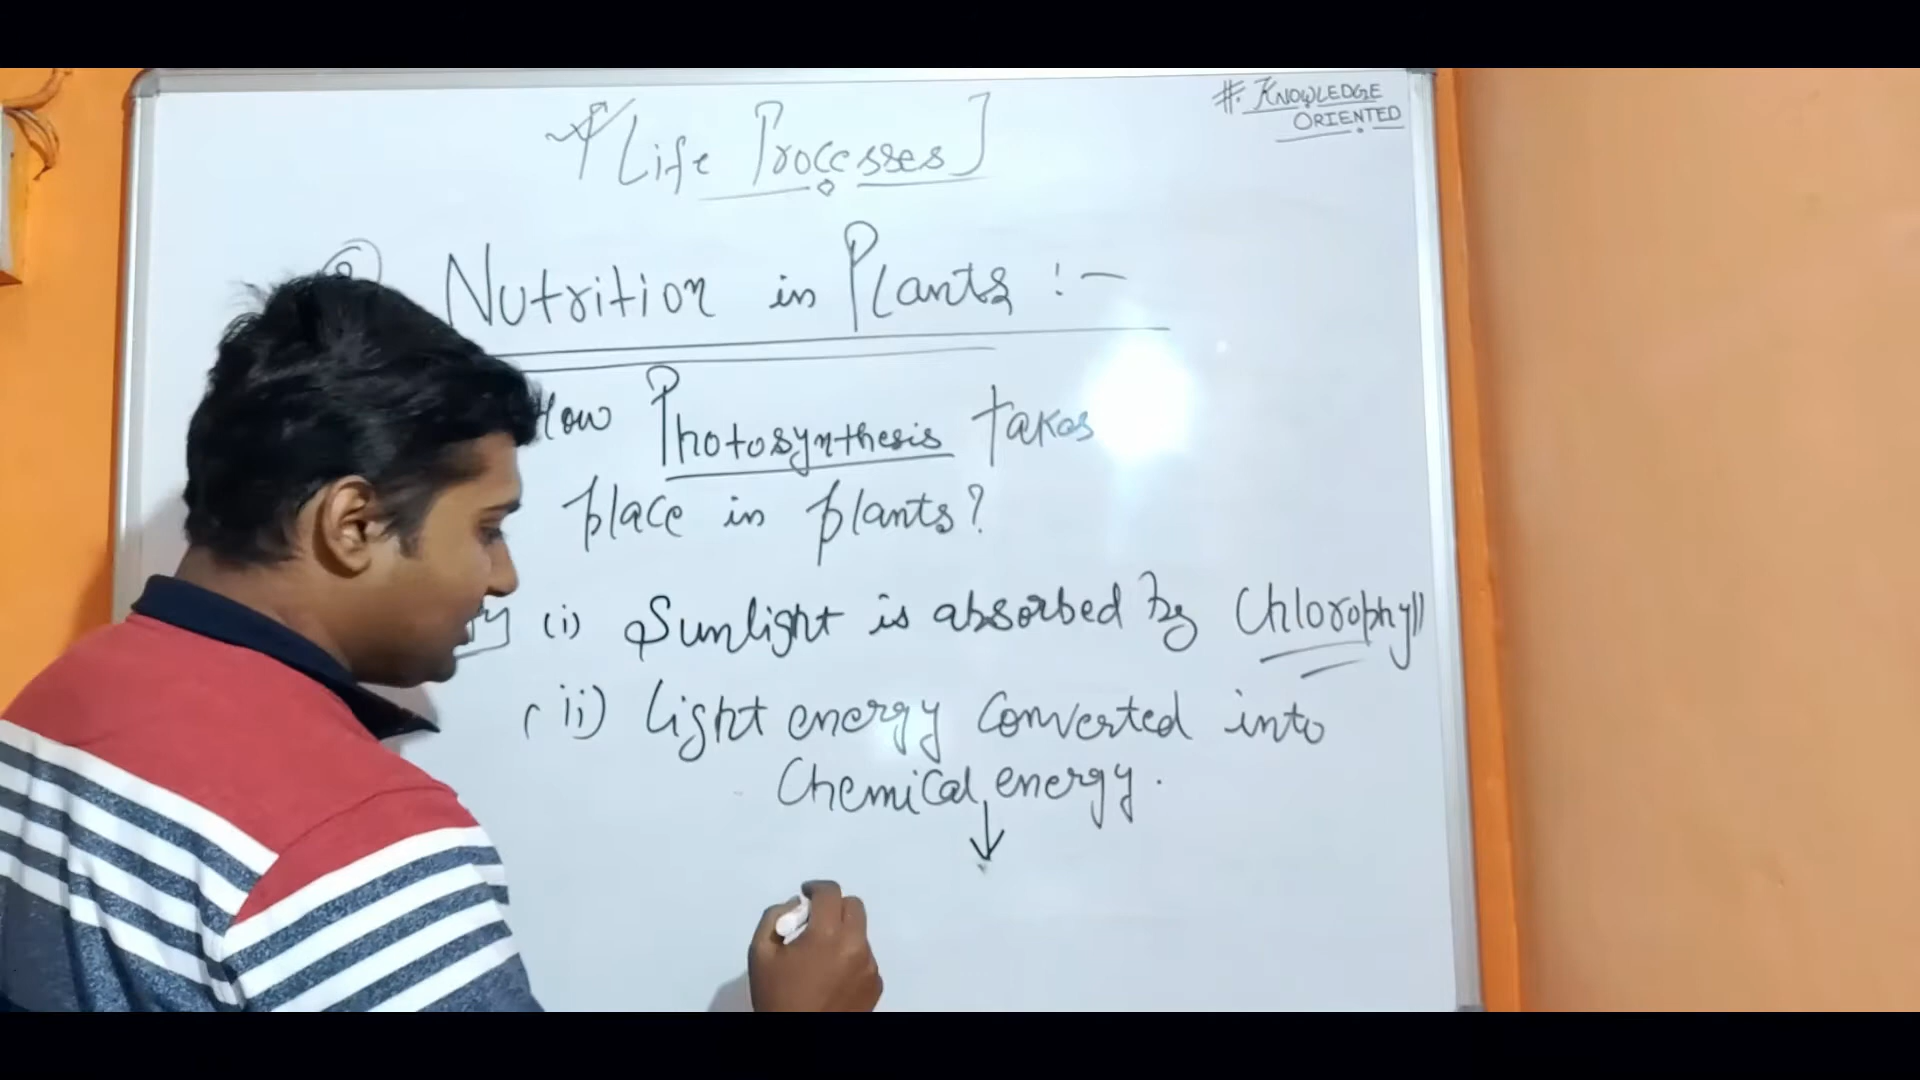 [Life Processes]
#. KNOWLEDGE
ORIENTED
Nutrition in Plants :-
How Photosynthesis takes
place in plants?
(i) Sunlight is absorbed by Chlorophyll
(ii) Light energy converted into
Chemical energy.